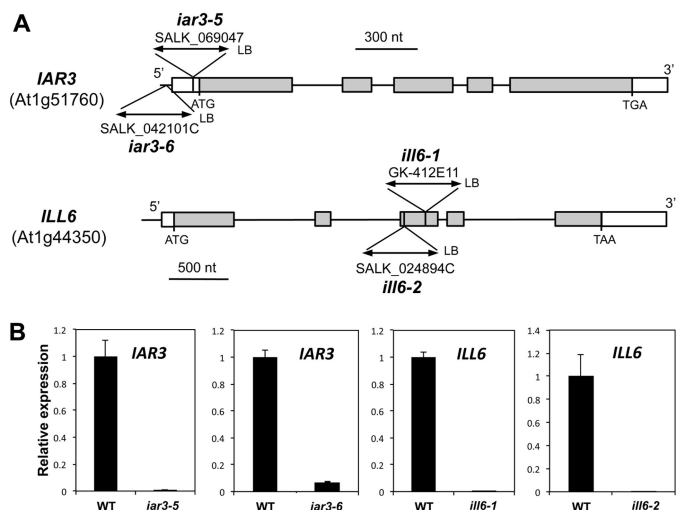 A
iar3-5
SALK_069047
LB
300 nt
5’
3’
IAR3
(At1g51760)
ATG
TGA
LB
SALK_042101C
iar3-6
ill6-1
GK-412E11
LB
5’
3’
ILL6
(At1g44350)
ATG
TAA
LB
SALK_024894C
500 nt
ill6-2
B
Relative expression
1.2
1
0.8
0.6
0.4
0.2
0
IAR3
WT iar3-5
1.2
1
0.8
0.6
0.4
0.2
0
IAR3
WT iar3-6
1.2
1
0.8
0.6
0.4
0.2
0
ILL6
WT ill6-1
1.4
1.2
1
0.8
0.6
0.4
0.2
0
ILL6
WT ill6-2